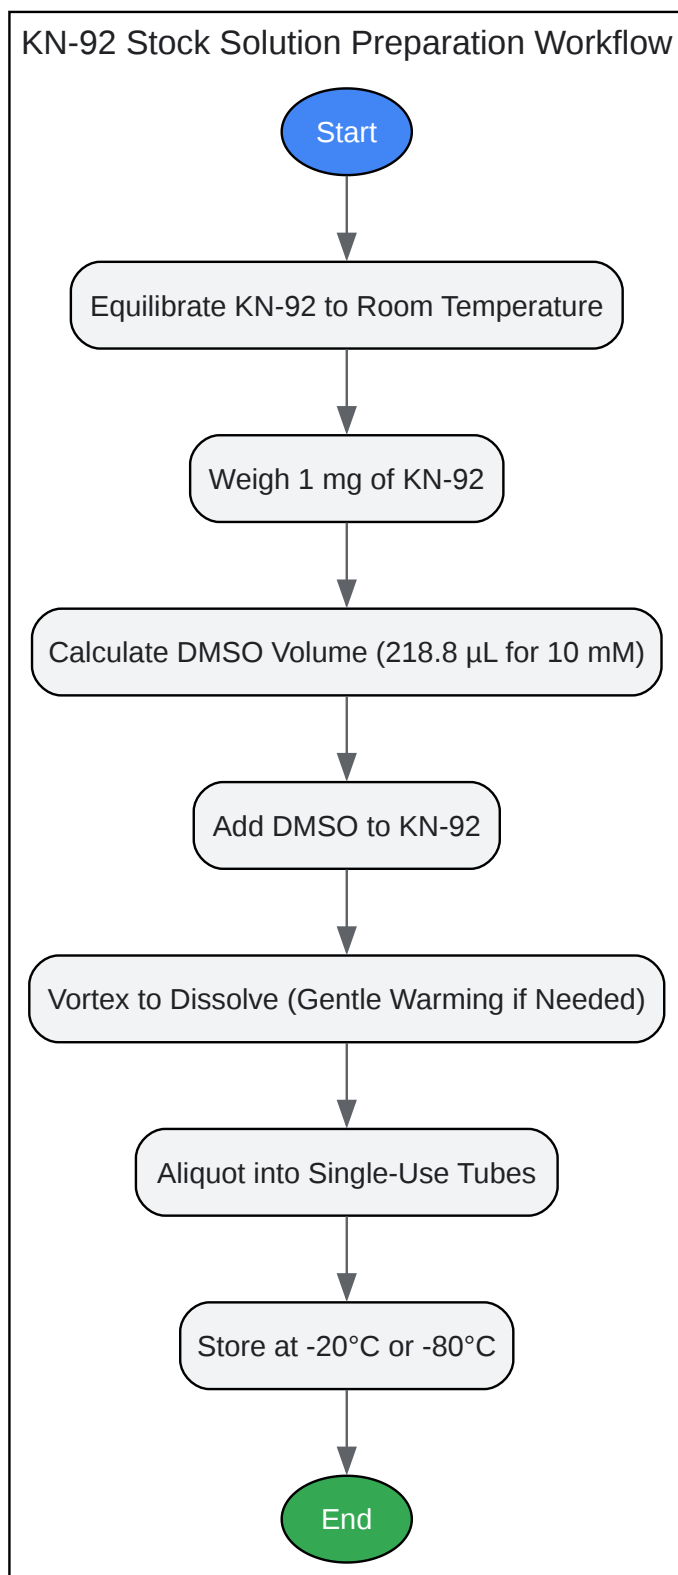 KN-92 Stock Solution Preparation Workflow
Start
Equilibrate KN-92 to Room Temperature
Weigh 1 mg of KN-92
Calculate DMSO Volume (218.8 µL for 10 mM)
Add DMSO to KN-92
Vortex to Dissolve (Gentle Warming if Needed)
Aliquot into Single-Use Tubes
Store at -20°C or -80°C
End